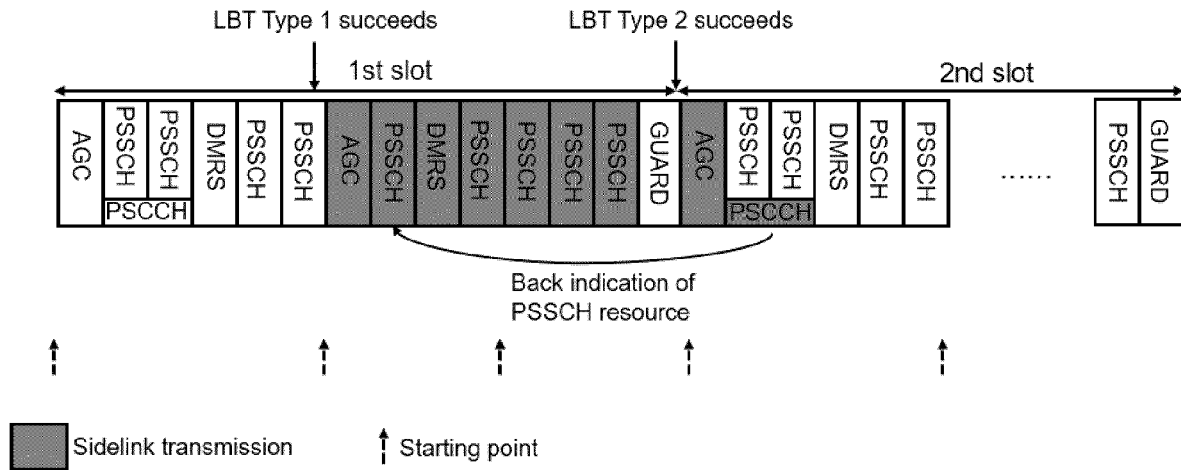 LBT Type 1 succeeds
LBT Type 2 succeeds
1st slot
2nd slot
AGC
PSSCH
PSSCH
PSCCH
DMRS
PSSCH
PSSCH
AGC
PSSCH
DMRS
PSSCH
PSSCH
PSSCH
PSSCH
GUARD
AGC
PSSCH
PSSCH
PSCCH
DMRS
PSSCH
PSSCH
......
PSSCH
GUARD
Back indication of
PSSCH resource
Sidelink transmission
Starting point